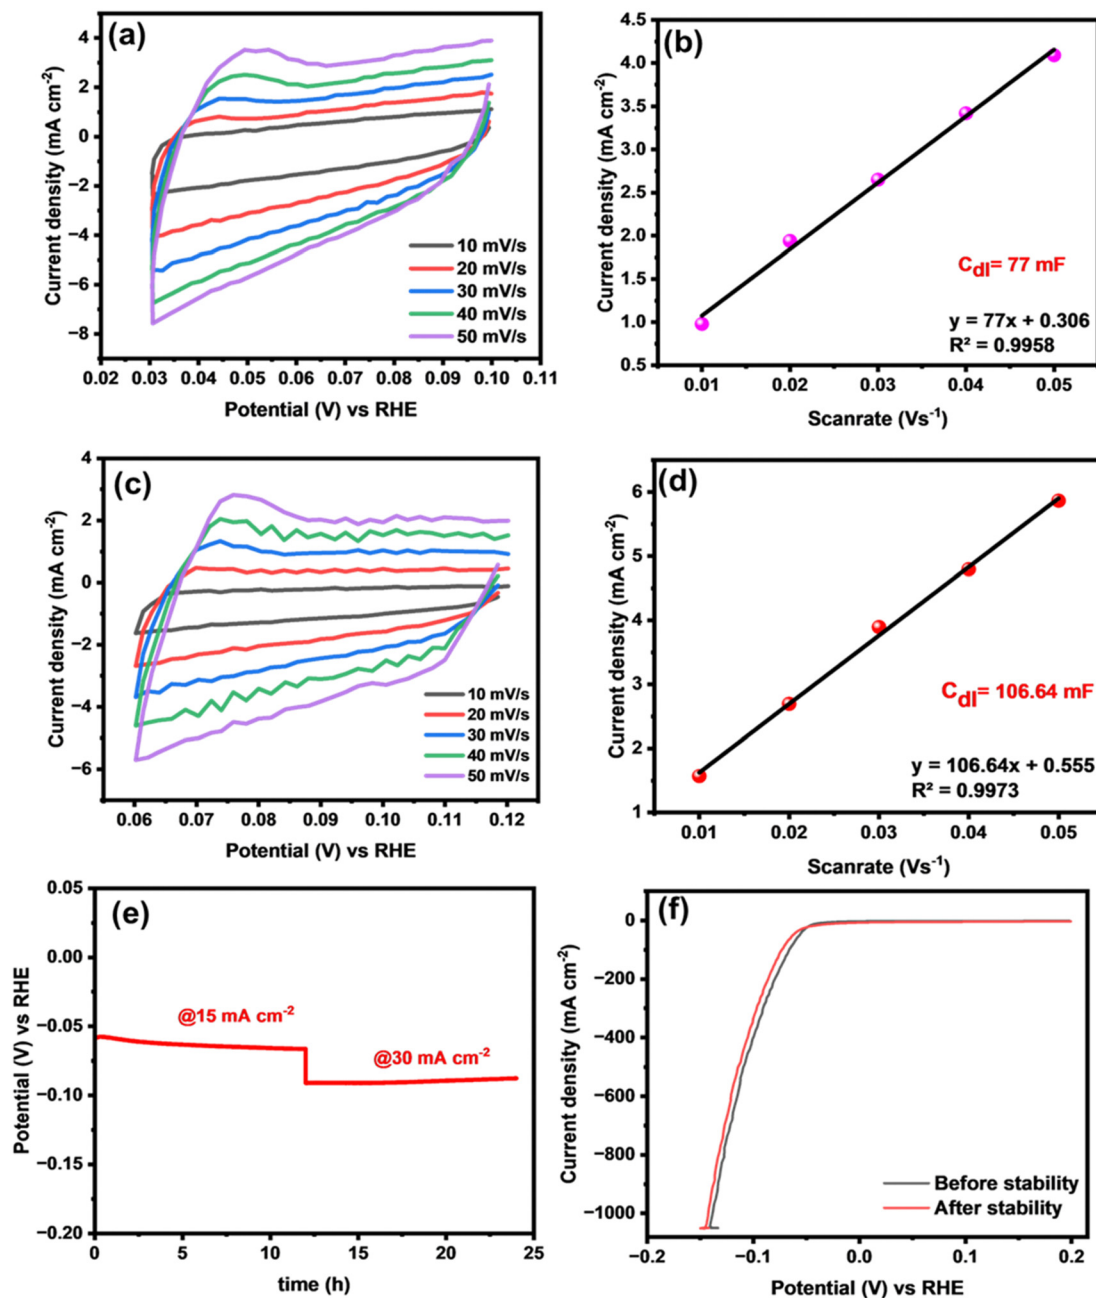 (a)
Current density (mA cm-2)
4
2
0
−2
−4
−6
−8
10 mV/s
20 mV/s
30 mV/s
40 mV/s
50 mV/s
0.02 0.03 0.04 0.05 0.06 0.07 0.08 0.09 0.10 0.11
Potential (V) vs RHE
(b)
Current density (mA cm-2)
4.5
4.0
3.5
3.0
2.5
2.0
1.5
1.0
0.5
Cdl= 77 mF
y = 77x + 0.306
R² = 0.9958
0.01 0.02 0.03 0.04 0.05
Scanrate (Vs-1)
(c)
Current density (mA cm-2)
4
2
0
−2
−4
−6
10 mV/s
20 mV/s
30 mV/s
40 mV/s
50 mV/s
0.06 0.07 0.08 0.09 0.10 0.11 0.12
Potential (V) vs RHE
(d)
Current density (mA cm-2)
6
5
4
3
2
1
Cdl= 106.64 mF
y = 106.64x + 0.555
R² = 0.9973
0.01 0.02 0.03 0.04 0.05
Scanrate (Vs-1)
(e)
Potential (V) vs RHE
0.05
0.00
−0.05
−0.10
−0.15
−0.20
@15 mA cm-2
@30 mA cm-2
0 5 10 15 20 25
time (h)
(f)
Current density (mA cm-2)
0
−200
−400
−600
−800
−1000
Before stability
After stability
−0.2 −0.1 0.0 0.1 0.2
Potential (V) vs RHE